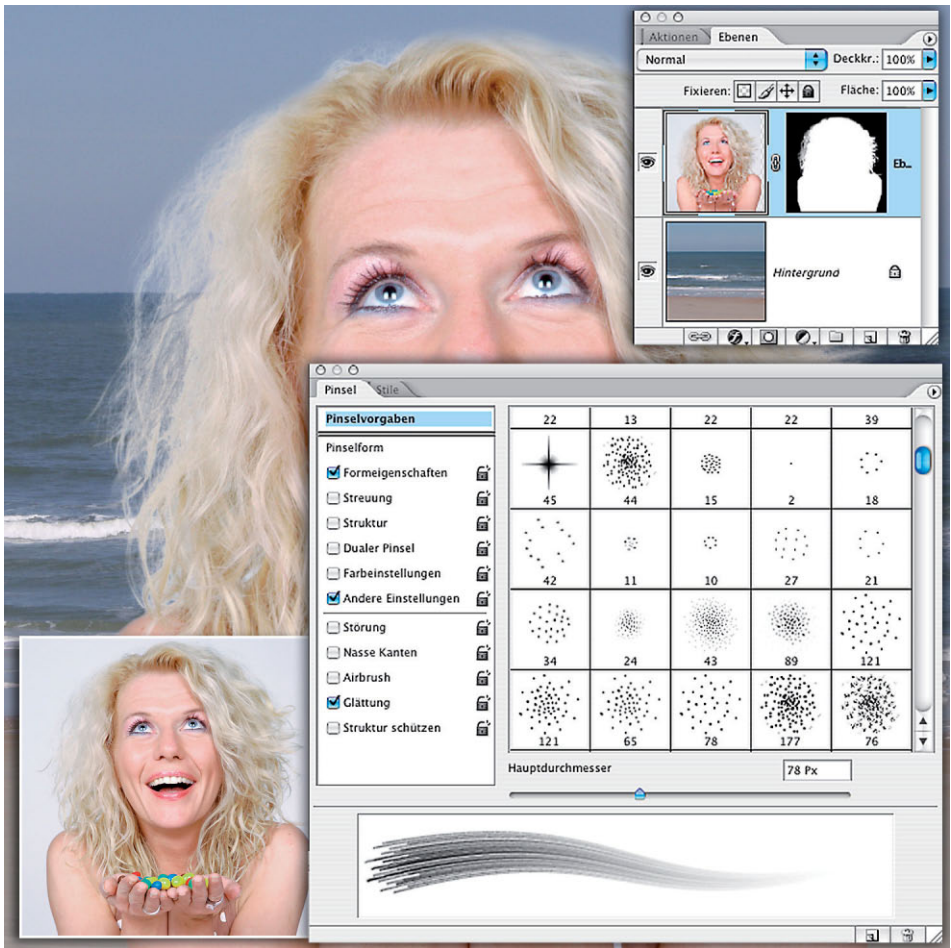 Aktionen Ebenen
Normal Deckkr.: 100%
Fixieren: Fläche: 100%
Eb...
Hintergrund
Pinsel Stile
Pinselvorgaben
Pinselform
Formeigenschaften
Streuung
Struktur
Dualer Pinsel
Farbeinstellungen
Andere Einstellungen
Störung
Nasse Kanten
Airbrush
Glättung
Struktur schützen
22 13 22 22 39
45 44 15 2 18
42 11 10 27 21
34 24 43 89 121
121 65 78 177 76
Hauptdurchmesser 78 Px